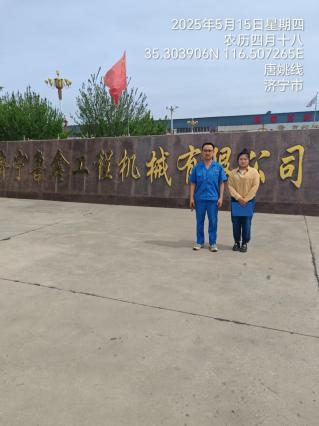 2025年5月15日星期四
农历四月十八
35.303906N 116.507265E
唐姚线
济宁市
济宁鲁鑫工程机械有限公司